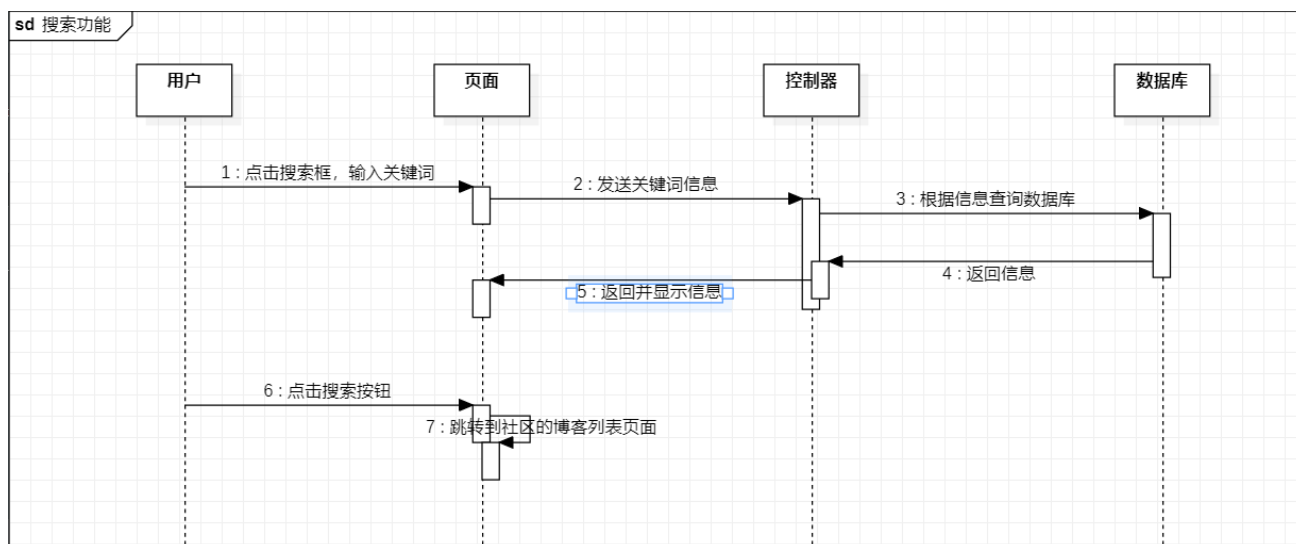 sd 搜索功能
用户
页面
控制器
数据库
1 : 点击搜索框，输入关键词
2 : 发送关键词信息
3 : 根据信息查询数据库
4 : 返回信息
5 : 返回并显示信息
6 : 点击搜索按钮
7 : 跳转到社区的博客列表页面